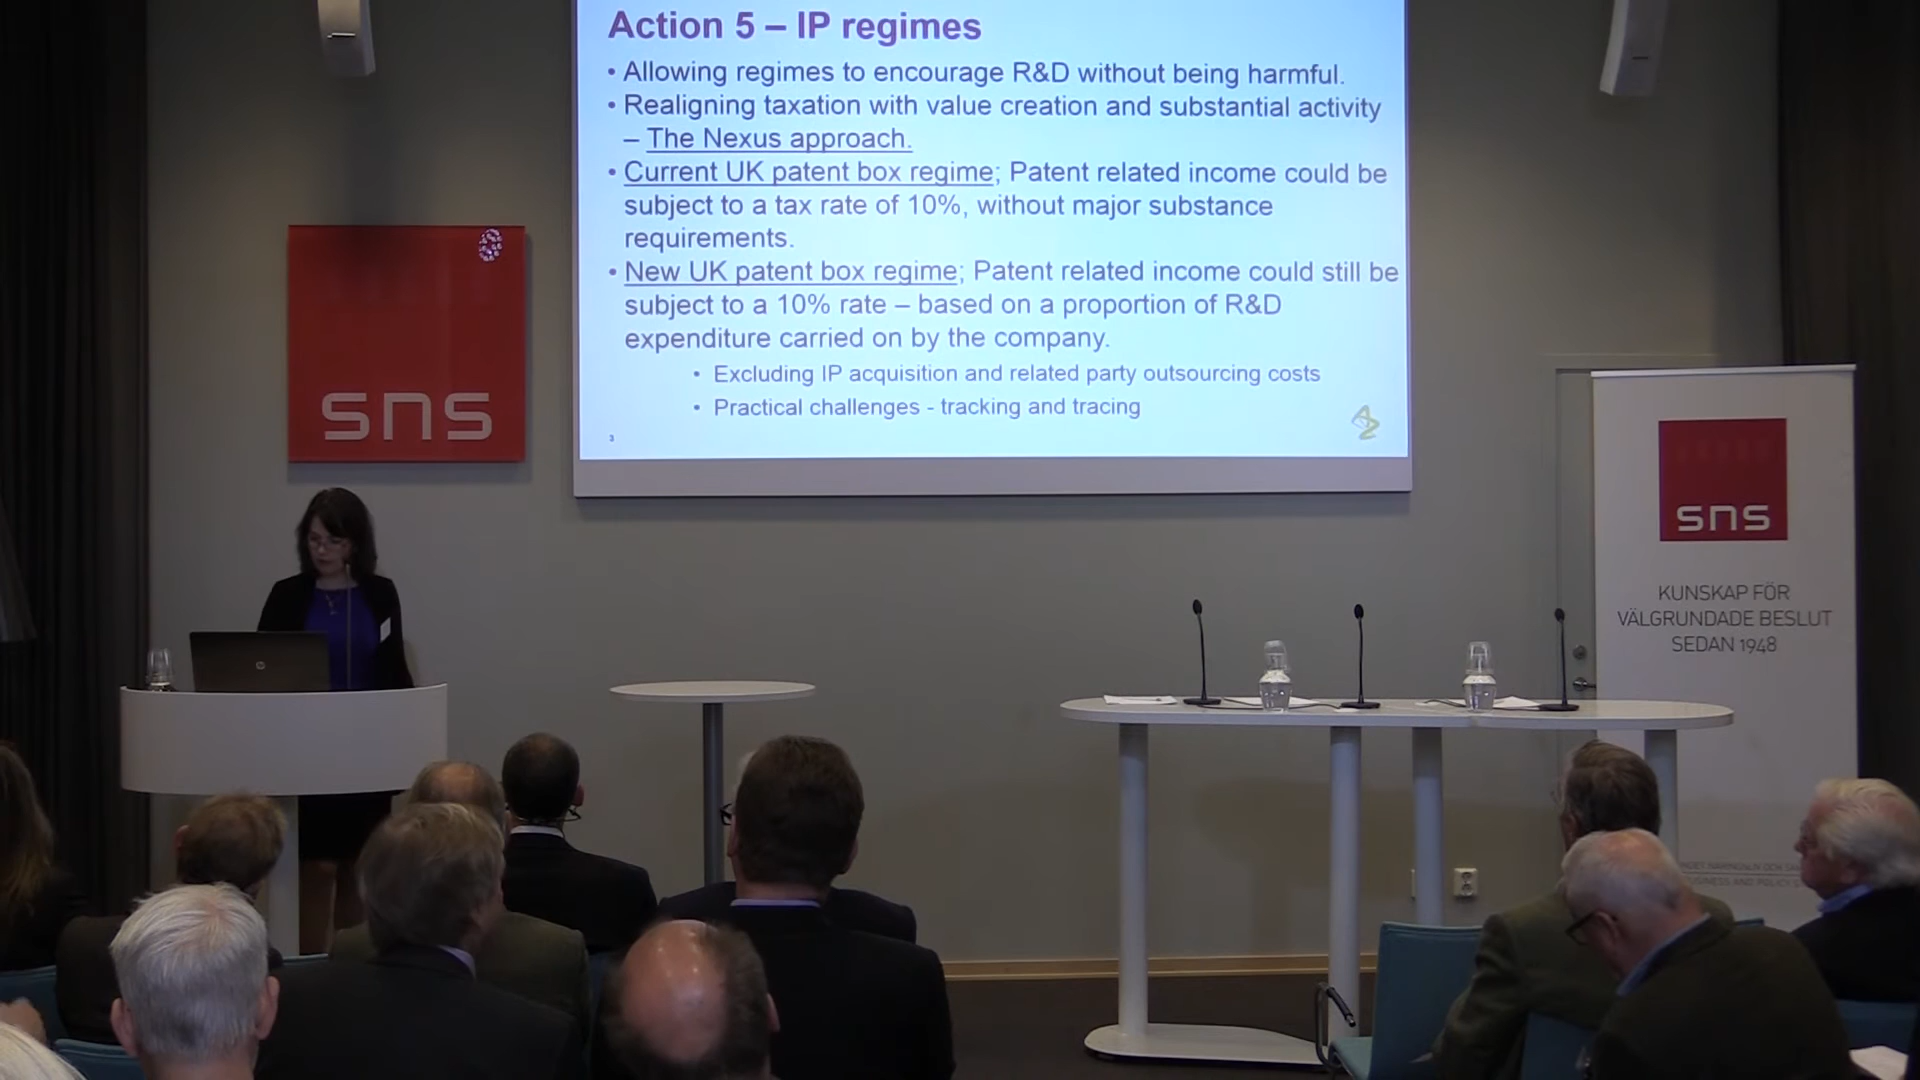 Action 5 – IP regimes
• Allowing regimes to encourage R&D without being harmful.
• Realigning taxation with value creation and substantial activity
– The Nexus approach.
• Current UK patent box regime; Patent related income could be
subject to a tax rate of 10%, without major substance
requirements.
• New UK patent box regime; Patent related income could still be
subject to a 10% rate – based on a proportion of R&D
expenditure carried on by the company.
• Excluding IP acquisition and related party outsourcing costs
• Practical challenges - tracking and tracing
3
sns
hp
sns
KUNSKAP FÖR
VÄLGRUNDADE BESLUT
SEDAN 1948